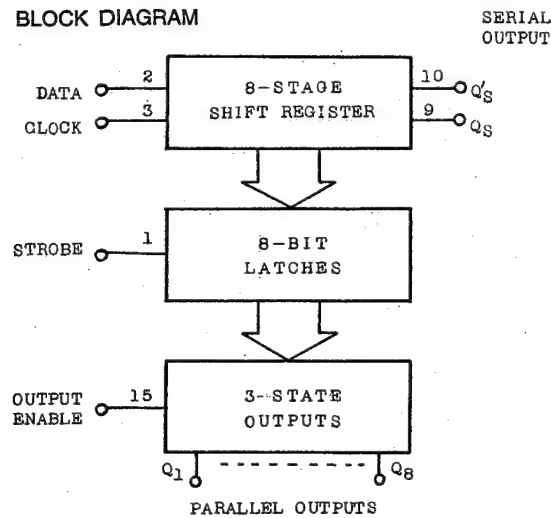 BLOCK DIAGRAM
SERIAL
OUTPUT
DATA 2
CLOCK 3
8-STAGE
SHIFT REGISTER
10 Q'S
9 QS
STROBE 1
8-BIT
LATCHES
OUTPUT
ENABLE 15
3-STATE
OUTPUTS
Q1 Q8
PARALLEL OUTPUTS